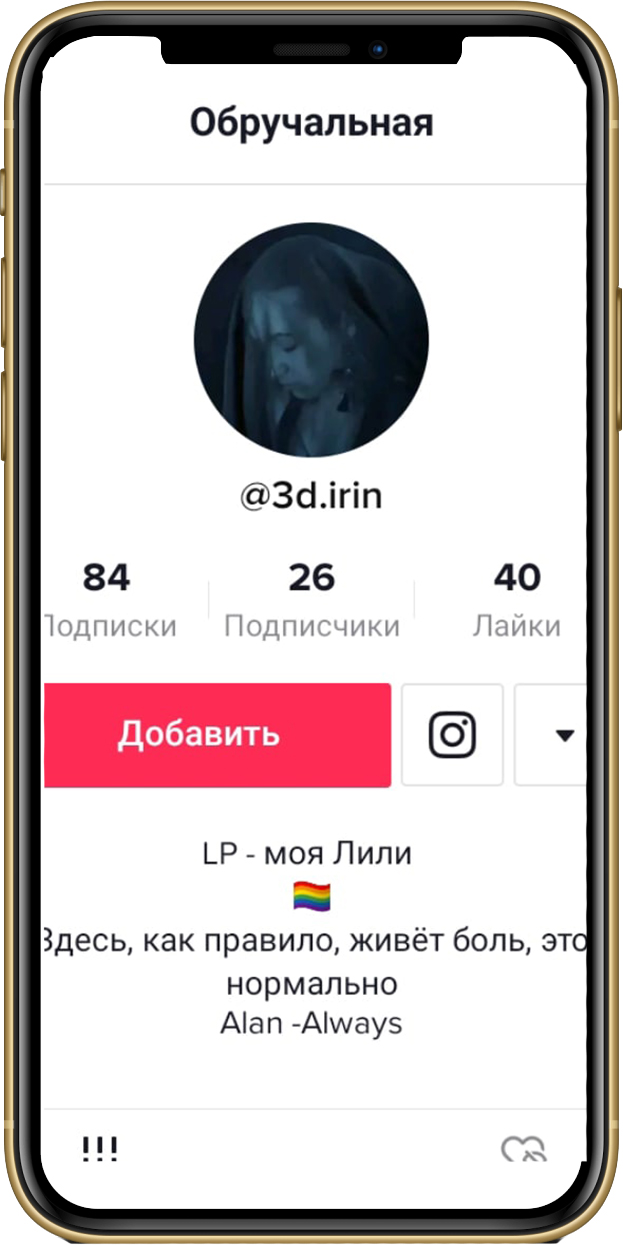 Обручальная
@3d.irin
84 26 40
Подписки Подписчики Лайки
Добавить
LP - моя Лили
Здесь, как правило, живёт боль, это
нормально
Alan -Always
!!!